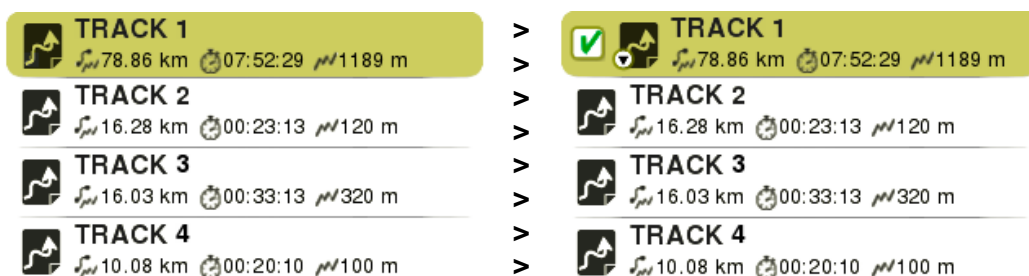 TRACK 1
78.86 km 07:52:29 1189 m
TRACK 2
16.28 km 00:23:13 120 m
TRACK 3
16.03 km 00:33:13 320 m
TRACK 4
10.08 km 00:20:10 100 m
>
>
>
>
>
>
>
>
TRACK 1
78.86 km 07:52:29 1189 m
TRACK 2
16.28 km 00:23:13 120 m
TRACK 3
16.03 km 00:33:13 320 m
TRACK 4
10.08 km 00:20:10 100 m